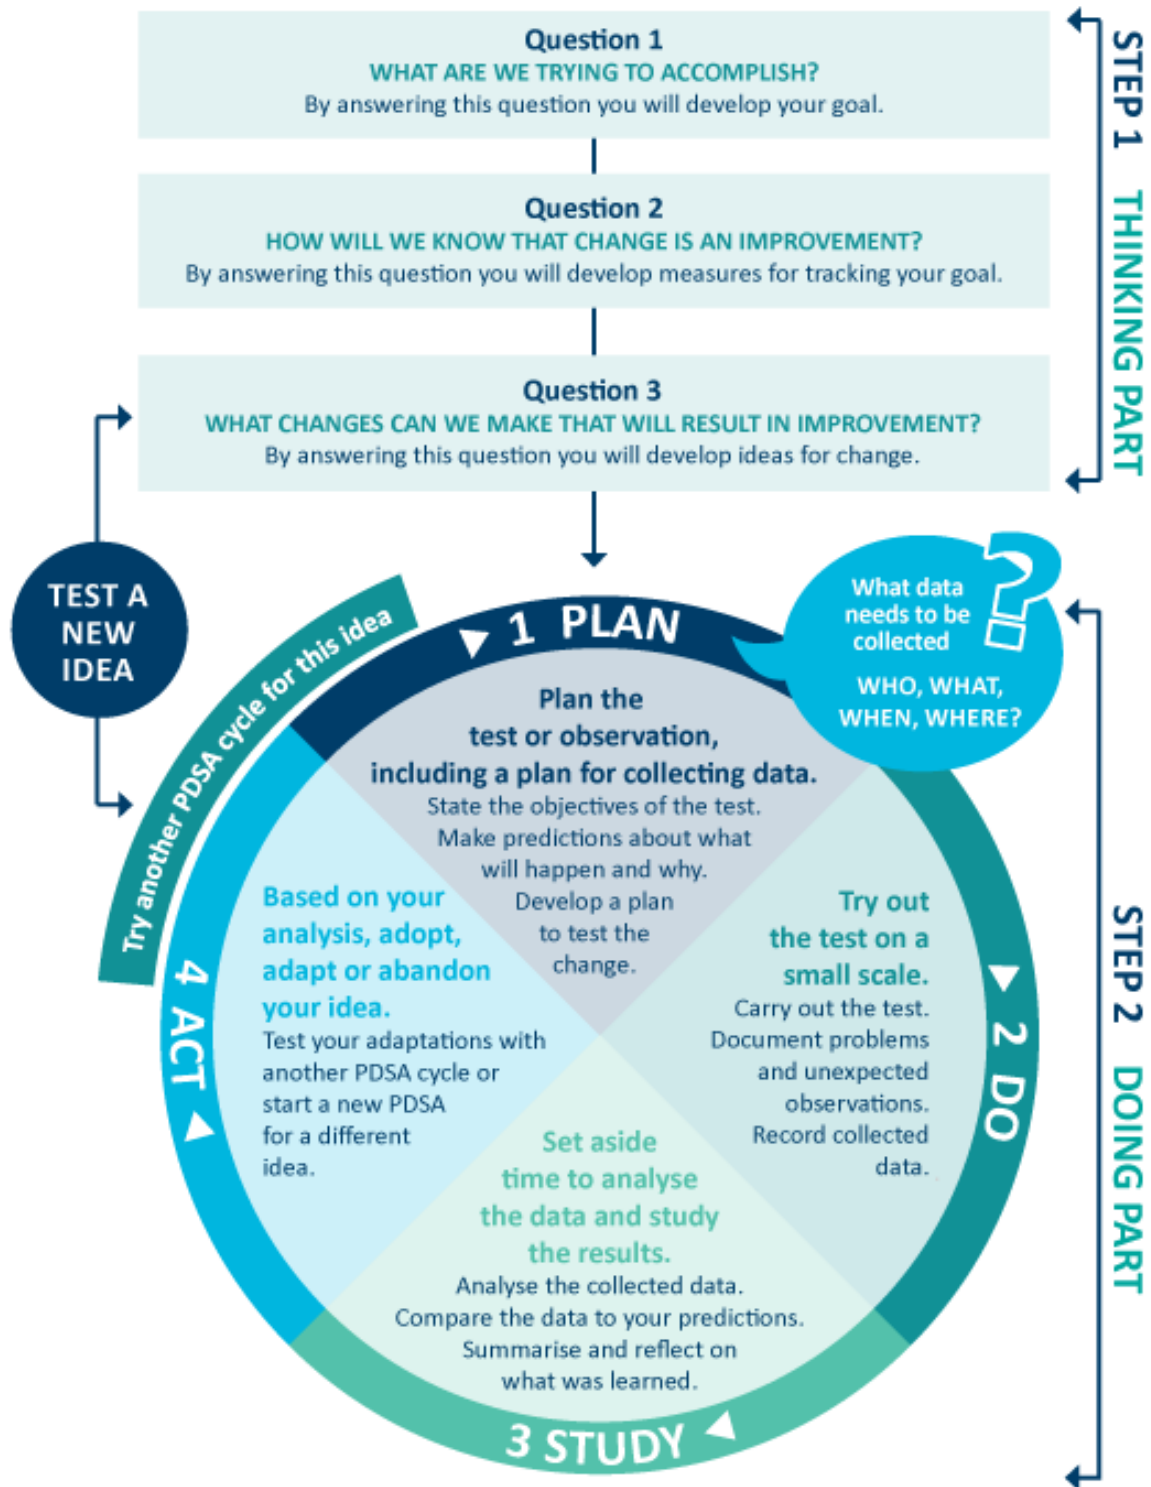 Question 1
WHAT ARE WE TRYING TO ACCOMPLISH?
By answering this question you will develop your goal.
Question 2
HOW WILL WE KNOW THAT CHANGE IS AN IMPROVEMENT?
By answering this question you will develop measures for tracking your goal.
Question 3
WHAT CHANGES CAN WE MAKE THAT WILL RESULT IN IMPROVEMENT?
By answering this question you will develop ideas for change.
STEP 1 THINKING PART
TEST A
NEW
IDEA
Try another PDSA cycle for this idea
1 PLAN
What data
needs to be
collected
?
WHO, WHAT,
WHEN, WHERE?
Plan the
test or observation,
including a plan for collecting data.
State the objectives of the test.
Make predictions about what
will happen and why.
Develop a plan
to test the
change.
2 DO
Try out
the test on a
small scale.
Carry out the test.
Document problems
and unexpected
observations.
Record collected
data.
3 STUDY
Set aside
time to analyse
the data and study
the results.
Analyse the collected data.
Compare the data to your predictions.
Summarise and reflect on
what was learned.
4 ACT
Based on your
analysis, adopt,
adapt or abandon
your idea.
Test your adaptations with
another PDSA cycle or
start a new PDSA
for a different
idea.
STEP 2 DOING PART